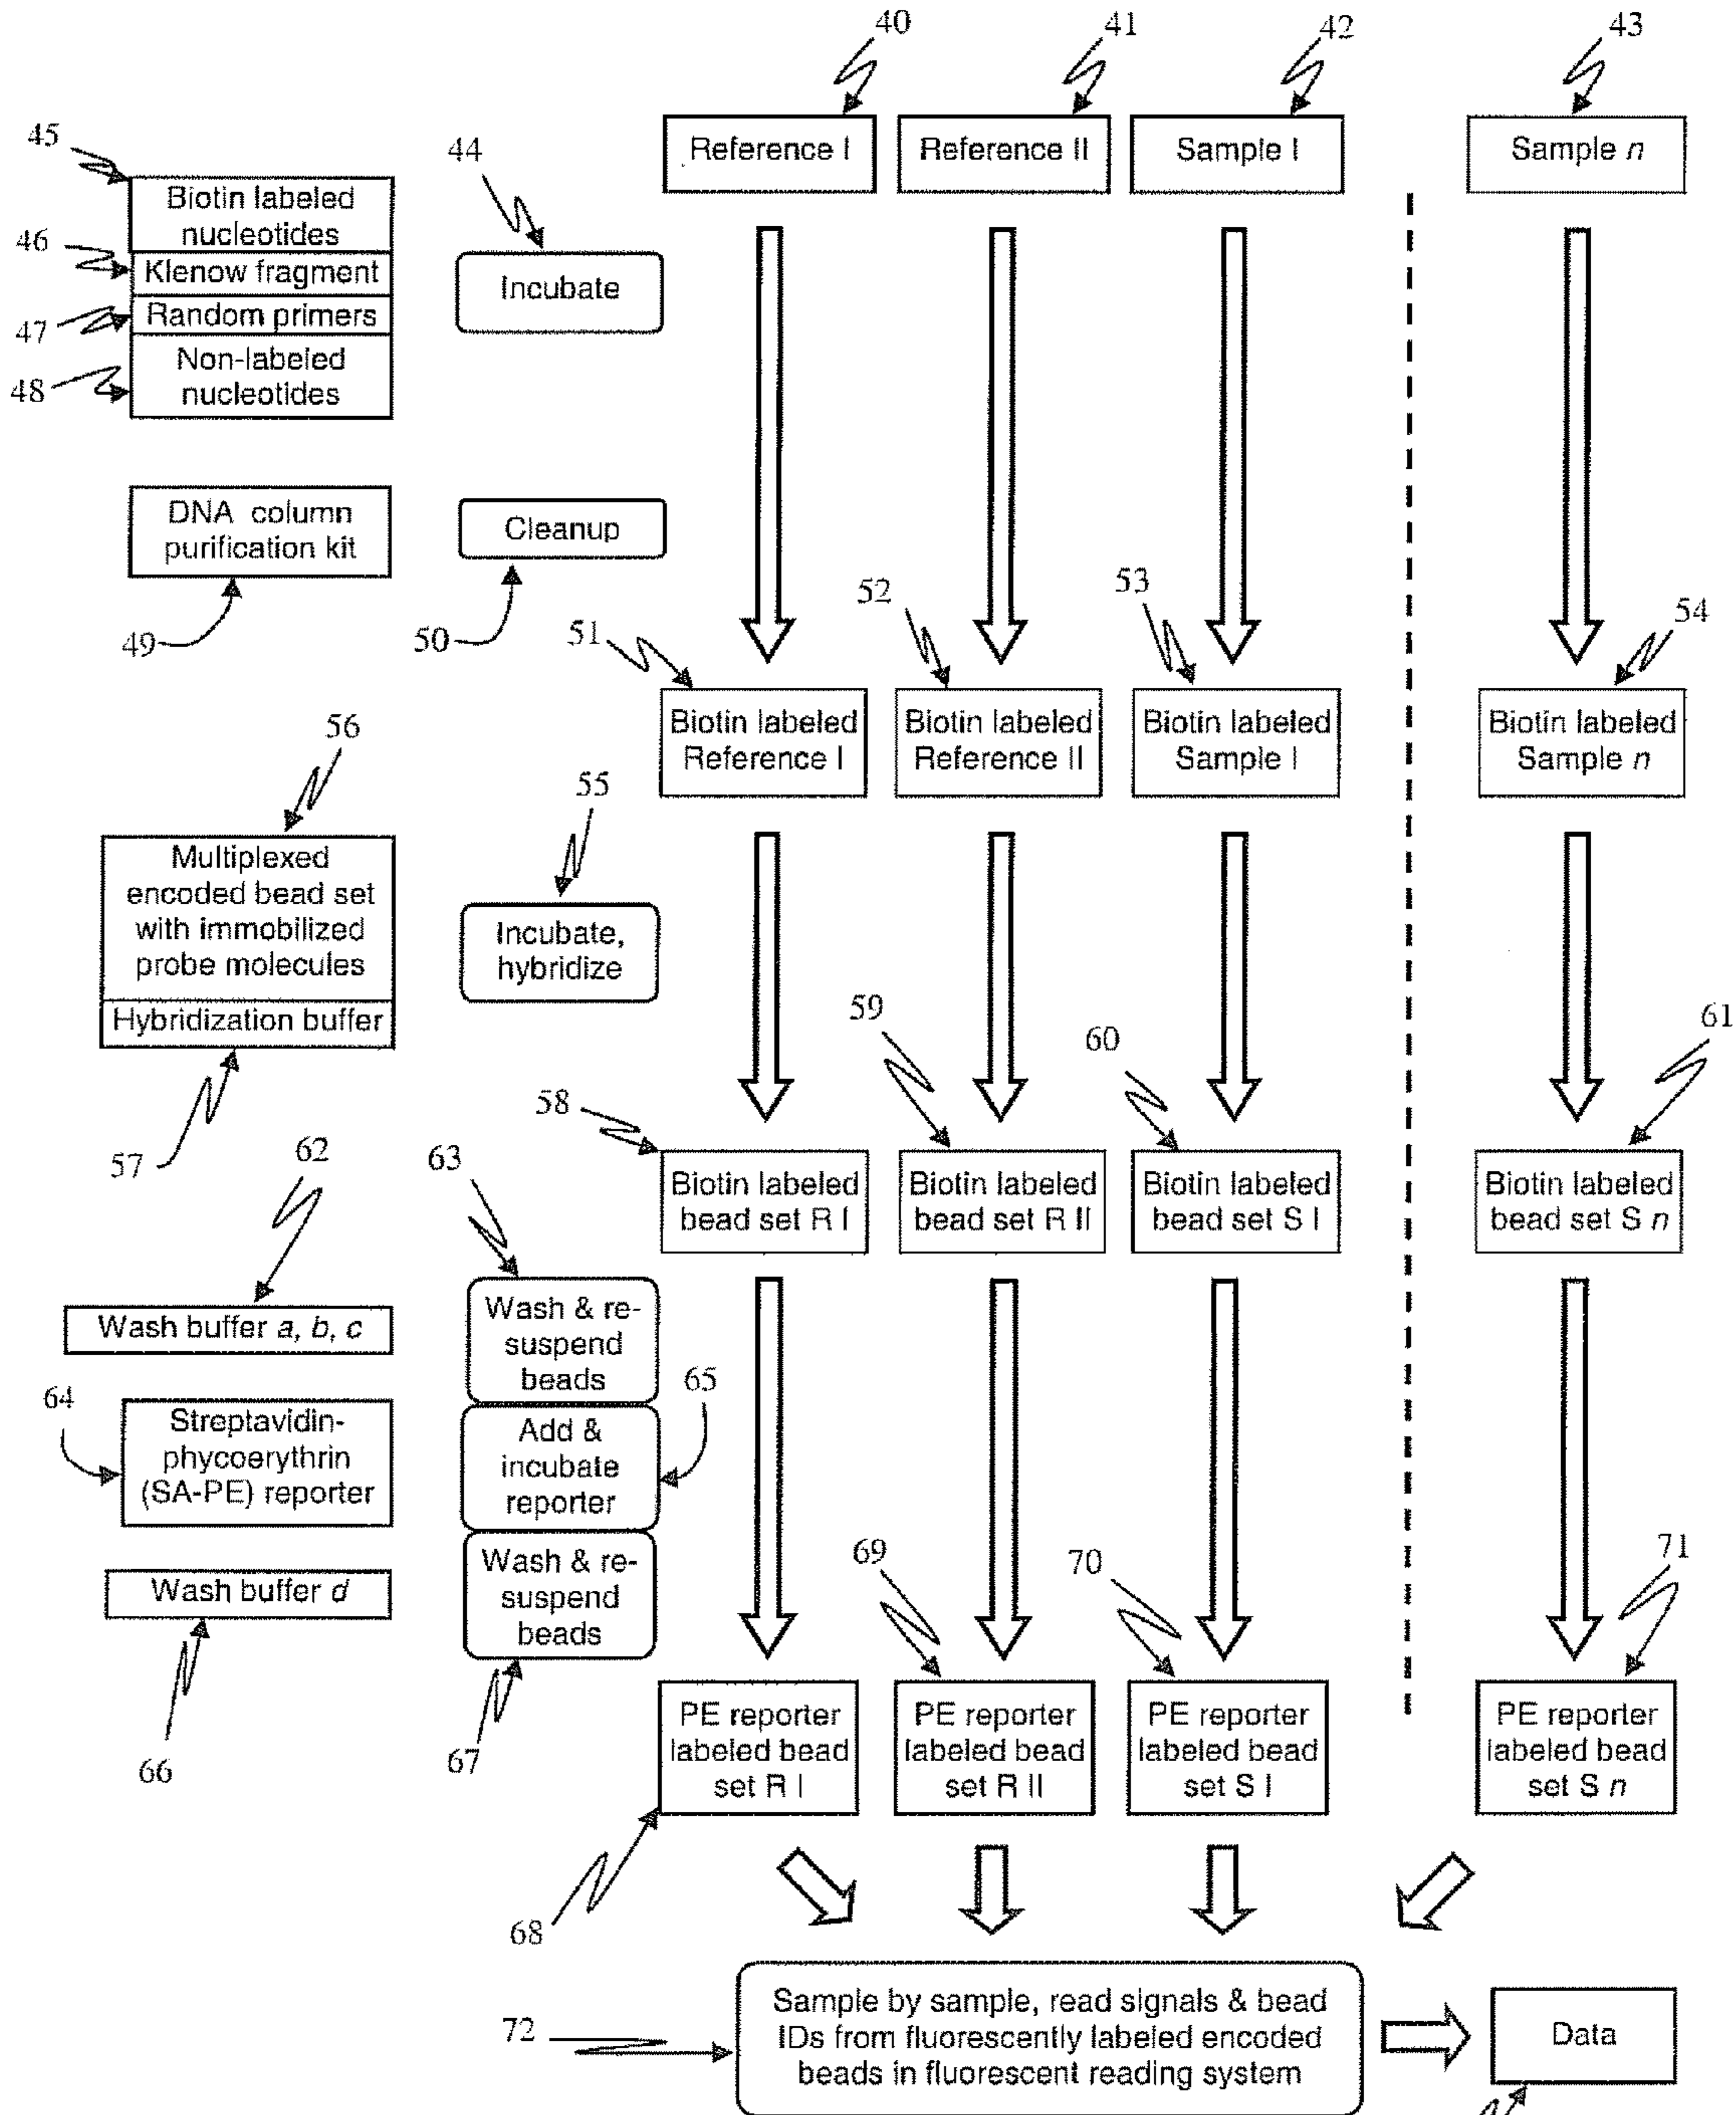 40
41
42
43
Reference I
Reference II
Sample I
Sample n
45
44
Biotin labeled
nucleotides
46
Klenow fragment
Incubate
47
Random primers
48
Non-labeled
nucleotides
DNA column
purification kit
Cleanup
49
50
51
52
53
54
Biotin labeled
Reference I
Biotin labeled
Reference II
Biotin labeled
Sample I
Biotin labeled
Sample n
56
55
Multiplexed
encoded bead set
with immobilized
probe molecules
Incubate,
hybridize
Hybridization buffer
57
58
59
60
61
Biotin labeled
bead set R I
Biotin labeled
bead set R II
Biotin labeled
bead set S I
Biotin labeled
bead set S n
62
63
Wash buffer a, b, c
Wash & re-
suspend
beads
64
Streptavidin-
phycoerythrin
(SA-PE) reporter
Add &
incubate
reporter
65
Wash buffer d
Wash & re-
suspend
beads
66
67
69
70
71
PE reporter
labeled bead
set R I
PE reporter
labeled bead
set R II
PE reporter
labeled bead
set S I
PE reporter
labeled bead
set S n
68
72
Sample by sample, read signals & bead
IDs from fluorescently labeled encoded
beads in fluorescent reading system
Data